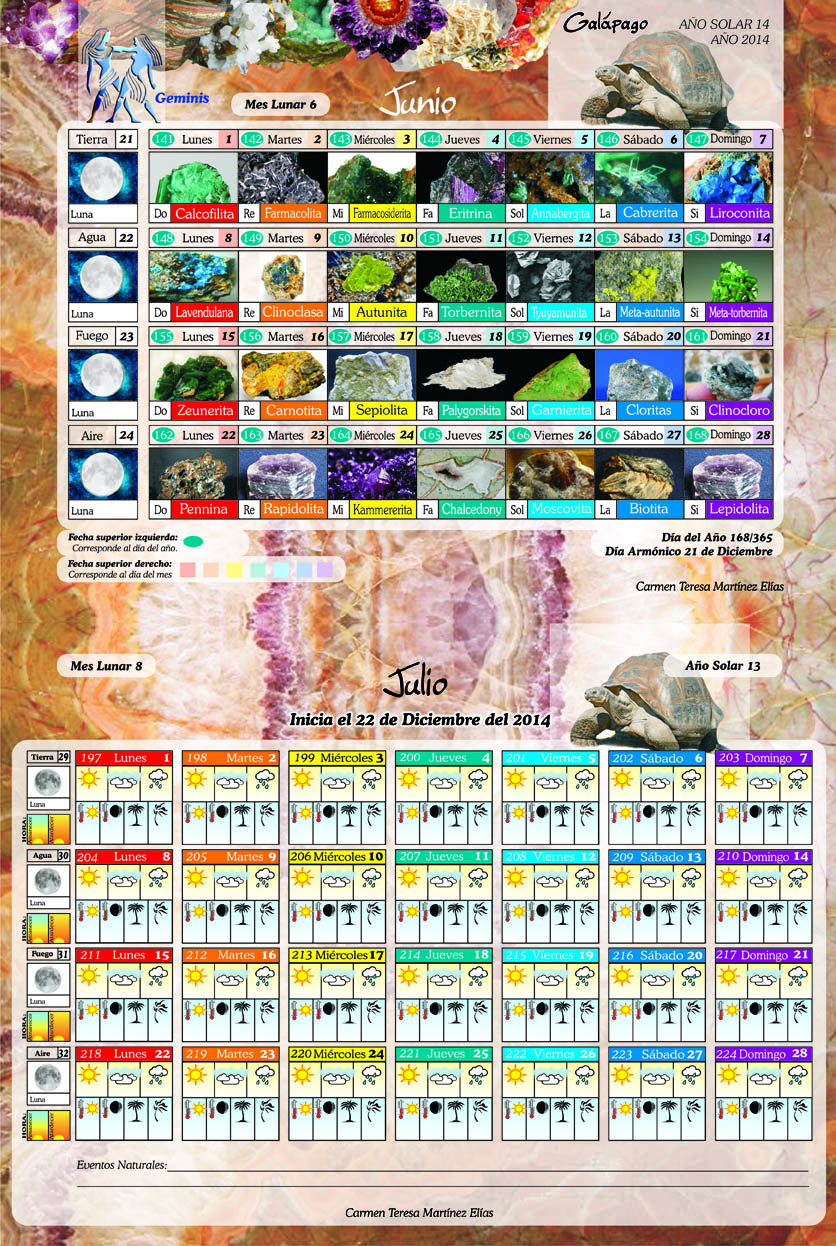 Galápago
AÑO SOLAR 14
AÑO 2014
Geminis
Mes Lunar 6
Junio
Tierra 21 141 Lunes 1 142 Martes 2 143 Miércoles 3 144 Jueves 4 145 Viernes 5 146 Sábado 6 147 Domingo 7
Luna Do Calcofilita Re Farmacolita Mi Farmacosiderita Fa Eritrina Sol Annabergita La Cabrerita Si Liroconita
Agua 22 148 Lunes 8 149 Martes 9 150 Miércoles 10 151 Jueves 11 152 Viernes 12 153 Sábado 13 154 Domingo 14
Luna Do Lavendulana Re Clinoclasa Mi Autunita Fa Torbernita Sol Tyuyamunita La Meta-autunita Si Meta-torbernita
Fuego 23 155 Lunes 15 156 Martes 16 157 Miércoles 17 158 Jueves 18 159 Viernes 19 160 Sábado 20 161 Domingo 21
Luna Do Zeunerita Re Carnotita Mi Sepiolita Fa Palygorskita Sol Garnierita La Cloritas Si Clinocloro
Aire 24 162 Lunes 22 163 Martes 23 164 Miércoles 24 165 Jueves 25 166 Viernes 26 167 Sábado 27 168 Domingo 28
Luna Do Pennina Re Rapidolita Mi Kammererita Fa Chalcedony Sol Moscovita La Biotita Si Lepidolita
Fecha superior izquierda:
Corresponde al día del año.
Fecha superior derecho:
Corresponde al día del mes
Día del Año 168/365
Día Armónico 21 de Diciembre
Carmen Teresa Martínez Elías
Mes Lunar 8
Julio
Año Solar 13
Inicia el 22 de Diciembre del 2014
Tierra 29 197 Lunes 1 198 Martes 2 199 Miércoles 3 200 Jueves 4 201 Viernes 5 202 Sábado 6 203 Domingo 7
Luna
HORA: Amanecer Atardecer
Agua 30 204 Lunes 8 205 Martes 9 206 Miércoles 10 207 Jueves 11 208 Viernes 12 209 Sábado 13 210 Domingo 14
Luna
HORA: Amanecer Atardecer
Fuego 31 211 Lunes 15 212 Martes 16 213 Miércoles 17 214 Jueves 18 215 Viernes 19 216 Sábado 20 217 Domingo 21
Luna
HORA: Amanecer Atardecer
Aire 32 218 Lunes 22 219 Martes 23 220 Miércoles 24 221 Jueves 25 222 Viernes 26 223 Sábado 27 224 Domingo 28
Luna
HORA: Amanecer Atardecer
Eventos Naturales:
Carmen Teresa Martínez Elías